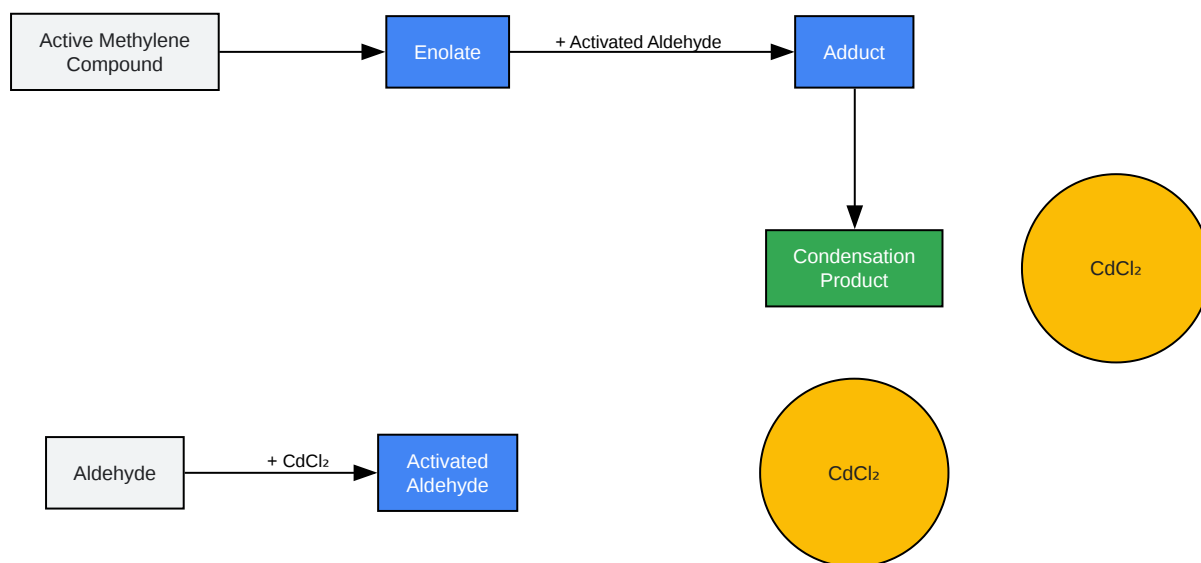 Active Methylene
Compound
Enolate
+ Activated Aldehyde
Adduct
Condensation
Product
CdCl₂
Aldehyde
+ CdCl₂
Activated
Aldehyde
CdCl₂